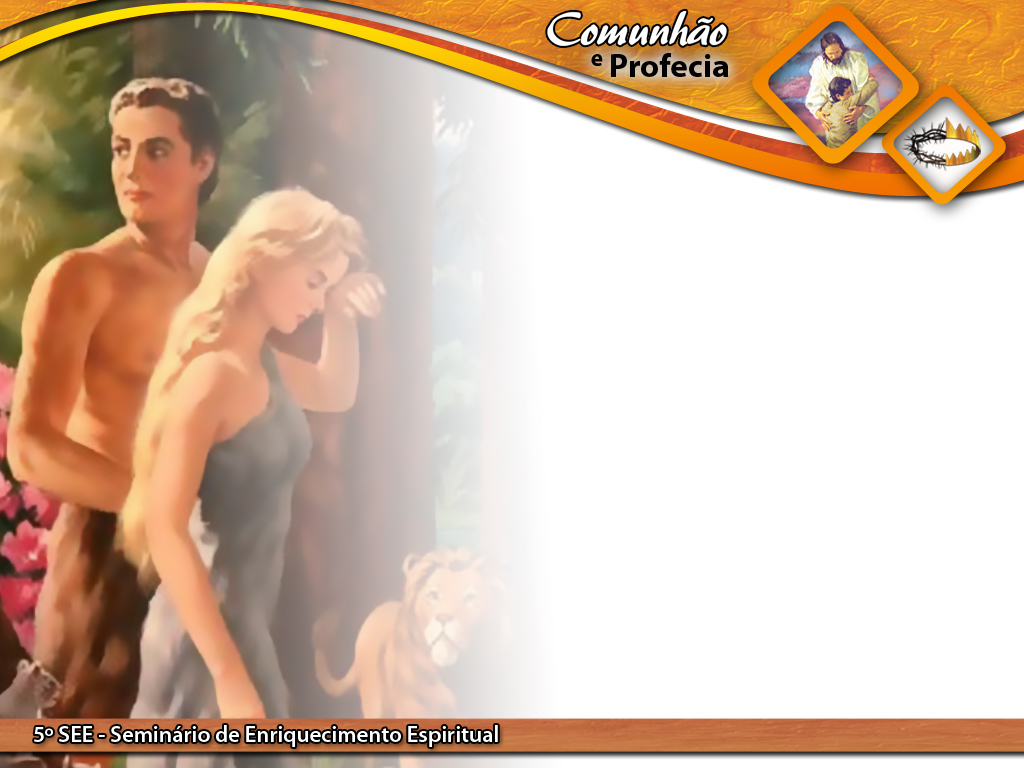 Comunhão
e Profecia
5º SEE - Seminário de Enriquecimento Espiritual